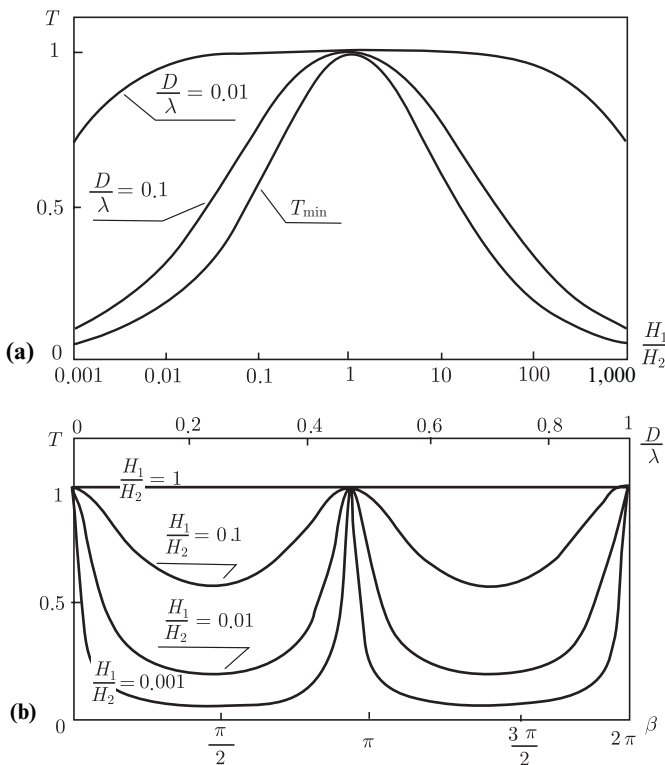 T
1
D/λ = 0.01
D/λ = 0.1
0.5
T_min
(a)
0
0.001 0.01 0.1 1 10 100 1,000
H_1/H_2
0 0.2 0.4 0.6 0.8 1
T
D/λ
H_1/H_2 = 1
1
H_1/H_2 = 0.1
0.5
H_1/H_2 = 0.01
H_1/H_2 = 0.001
(b)
0
π/2 π 3π/2 2π β